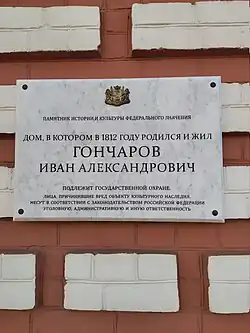 ПАМЯТНИК ИСТОРИИ И КУЛЬТУРЫ ФЕДЕРАЛЬНОГО ЗНАЧЕНИЯ
ДОМ, В КОТОРОМ В 1812 ГОДУ РОДИЛСЯ И ЖИЛ
ГОНЧАРОВ
ИВАН АЛЕКСАНДРОВИЧ
ПОДЛЕЖИТ ГОСУДАРСТВЕННОЙ ОХРАНЕ.
ЛИЦА, ПРИЧИНИВШИЕ ВРЕД ОБЪЕКТУ КУЛЬТУРНОГО НАСЛЕДИЯ,
НЕСУТ В СООТВЕТСТВИИ С ЗАКОНОДАТЕЛЬСТВОМ РОССИЙСКОЙ ФЕДЕРАЦИИ
УГОЛОВНУЮ, АДМИНИСТРАТИВНУЮ И ИНУЮ ОТВЕТСТВЕННОСТЬ